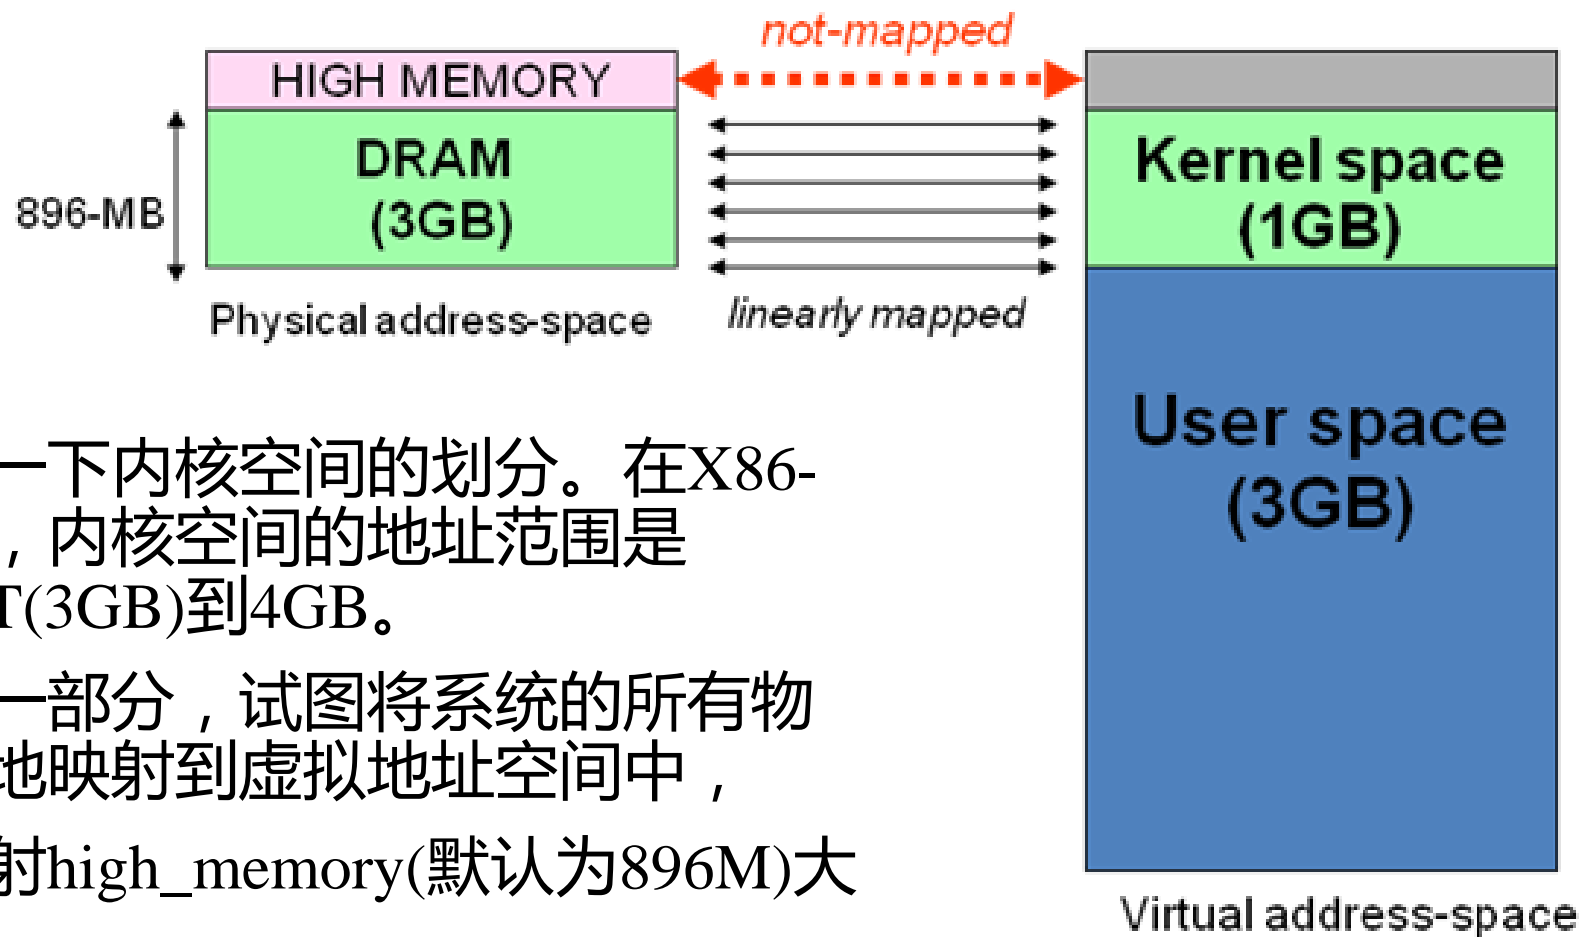 not-mapped
HIGH MEMORY
DRAM
(3GB)
896-MB
Physical address-space
linearly mapped
Kernel space
(1GB)
User space
(3GB)
Virtual address-space
一下内核空间的划分。在X86-
，内核空间的地址范围是
T(3GB)到4GB。
一部分，试图将系统的所有物
地映射到虚拟地址空间中，
射high_memory(默认为896M)大